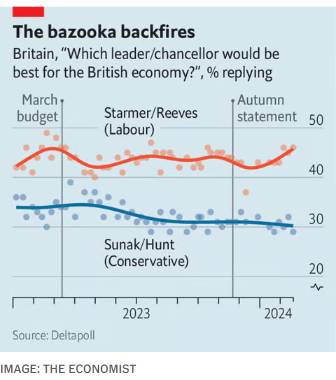 The bazooka backfires
Britain, “Which leader/chancellor would be
best for the British economy?”, % replying
March
budget
Starmer/Reeves
(Labour)
Autumn
statement
50
40
30
20
Sunak/Hunt
(Conservative)
2023
2024
Source: Deltapoll
IMAGE: THE ECONOMIST